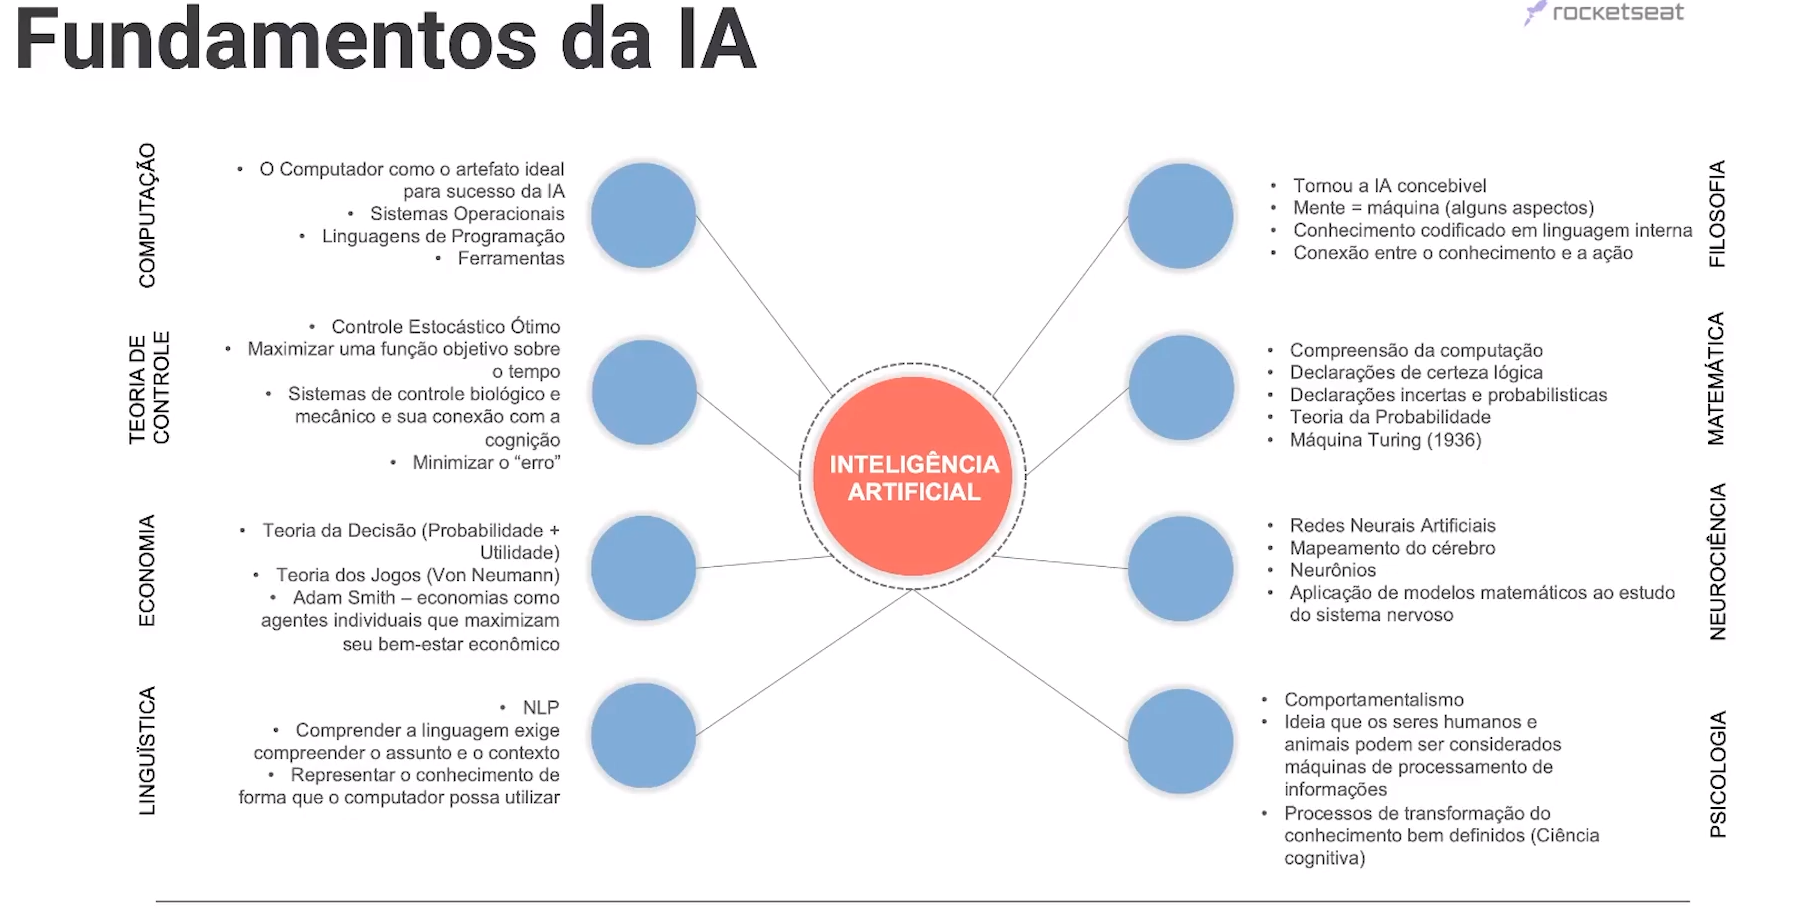 Fundamentos da IA
rocketseat
COMPUTAÇÃO
• O Computador como o artefato ideal
para sucesso da IA
• Sistemas Operacionais
• Linguagens de Programação
• Ferramentas
TEORIA DE
CONTROLE
• Controle Estocástico Ótimo
• Maximizar uma função objetivo sobre
o tempo
• Sistemas de controle biológico e
mecânico e sua conexão com a
cognição
• Minimizar o “erro”
ECONOMIA
• Teoria da Decisão (Probabilidade +
Utilidade)
• Teoria dos Jogos (Von Neumann)
• Adam Smith – economias como
agentes individuais que maximizam
seu bem-estar econômico
LINGUÏSTICA
• NLP
• Comprender a linguagem exige
compreender o assunto e o contexto
• Representar o conhecimento de
forma que o computador possa utilizar
INTELIGÊNCIA
ARTIFICIAL
FILOSOFIA
• Tornou a IA concebivel
• Mente = máquina (alguns aspectos)
• Conhecimento codificado em linguagem interna
• Conexão entre o conhecimento e a ação
MATEMÁTICA
• Compreensão da computação
• Declarações de certeza lógica
• Declarações incertas e probabilisticas
• Teoria da Probabilidade
• Máquina Turing (1936)
NEUROCIÊNCIA
• Redes Neurais Artificiais
• Mapeamento do cérebro
• Neurônios
• Aplicação de modelos matemáticos ao estudo
do sistema nervoso
PSICOLOGIA
• Comportamentalismo
• Ideia que os seres humanos e
animais podem ser considerados
máquinas de processamento de
informações
• Processos de transformação do
conhecimento bem definidos (Ciência
cognitiva)